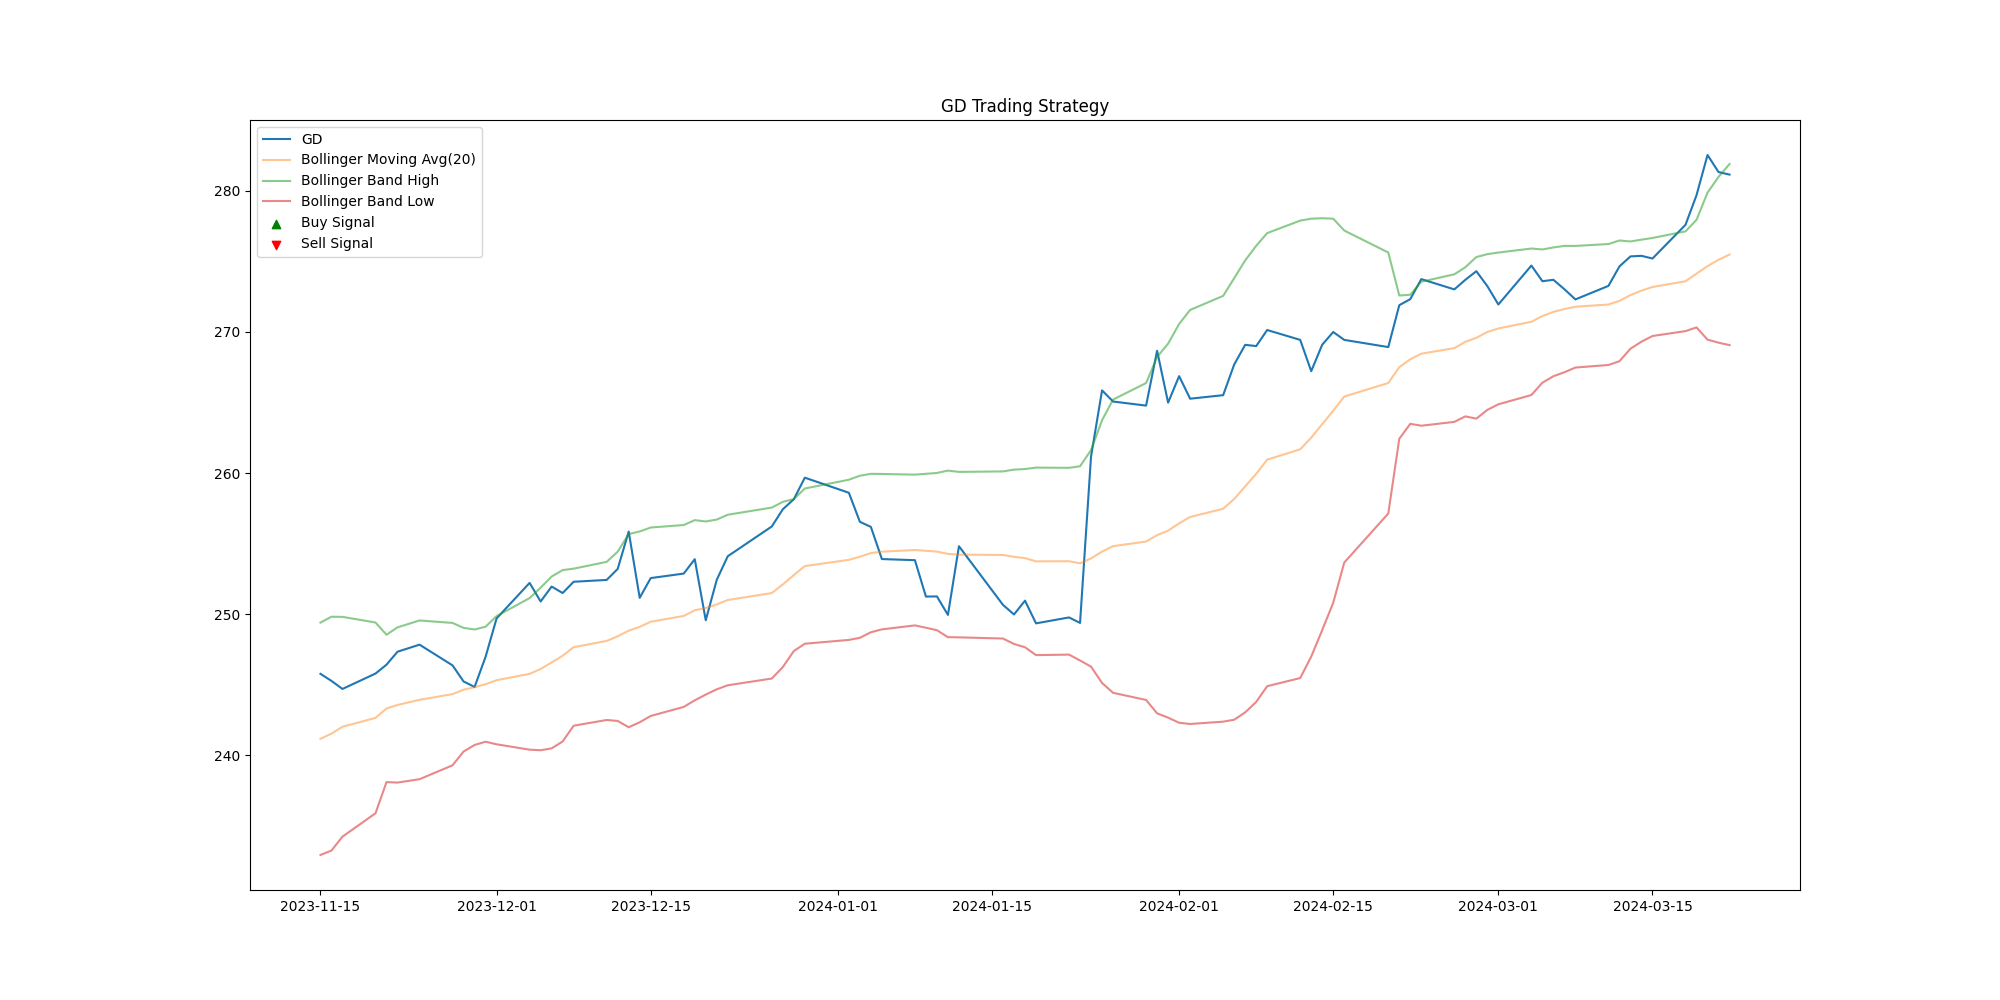 GD Trading Strategy
GD
Bollinger Moving Avg(20)
Bollinger Band High
Bollinger Band Low
Buy Signal
Sell Signal
280
270
260
250
240
2023-11-15 2023-12-01 2023-12-15 2024-01-01 2024-01-15 2024-02-01 2024-02-15 2024-03-01 2024-03-15